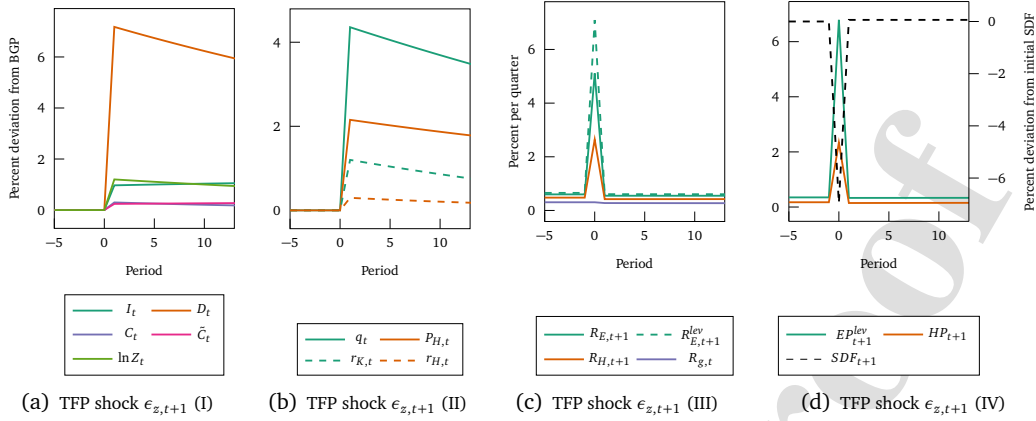 Percent deviation from BGP
6
4
2
0
−5 0 5 10
Period
I_t D_t
C_t C̃_t
ln Z_t
(a) TFP shock ϵ_{z,t+1} (I)
4
2
0
−5 0 5 10
Period
q_t P_{H,t}
r_{K,t} r_{H,t}
(b) TFP shock ϵ_{z,t+1} (II)
Percent per quarter
6
4
2
0
−5 0 5 10
Period
R_{E,t+1} R^{lev}_{E,t+1}
R_{H,t+1} R_{g,t}
(c) TFP shock ϵ_{z,t+1} (III)
6
4
2
0
−5 0 5 10
Period
0
−2
−4
−6
Percent deviation from initial SDF
EP^{lev}_{t+1} HP_{t+1}
SDF_{t+1}
(d) TFP shock ϵ_{z,t+1} (IV)